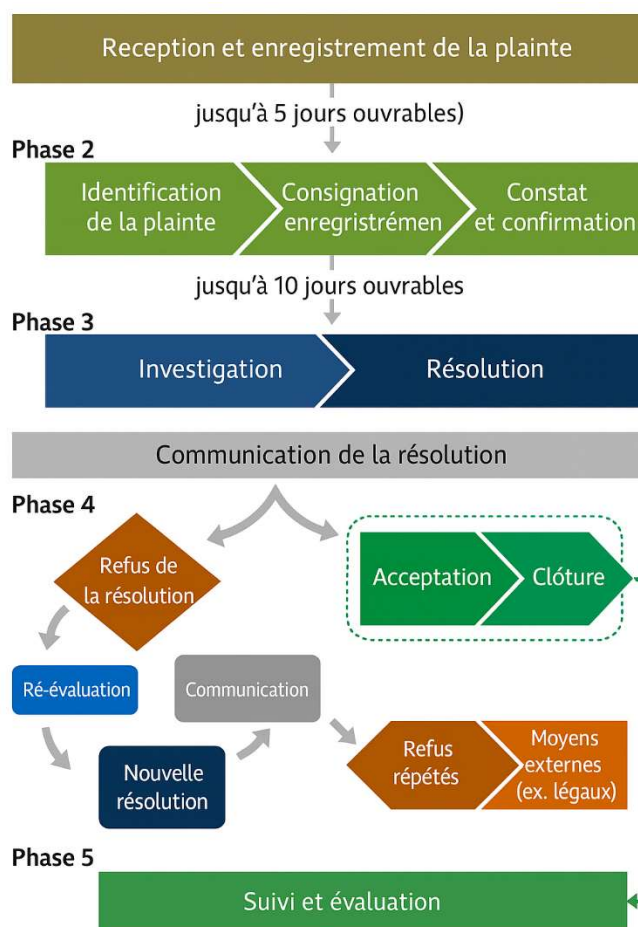 Reception et enregistrement de la plainte
jusqu'à 5 jours ouvrables)
Phase 2
Identification
de la plainte
Consignation
enregristrémen
Constat
et confirmation
jusqu'à 10 jours ouvrables
Phase 3
Investigation
Résolution
Communication de la résolution
Phase 4
Refus de
la résolution
Acceptation
Clóture
Ré-évaluation
Communication
Nouvelle
résolution
Refus
répétés
Moyens
externes
(ex. légaux)
Phase 5
Suivi et évaluation